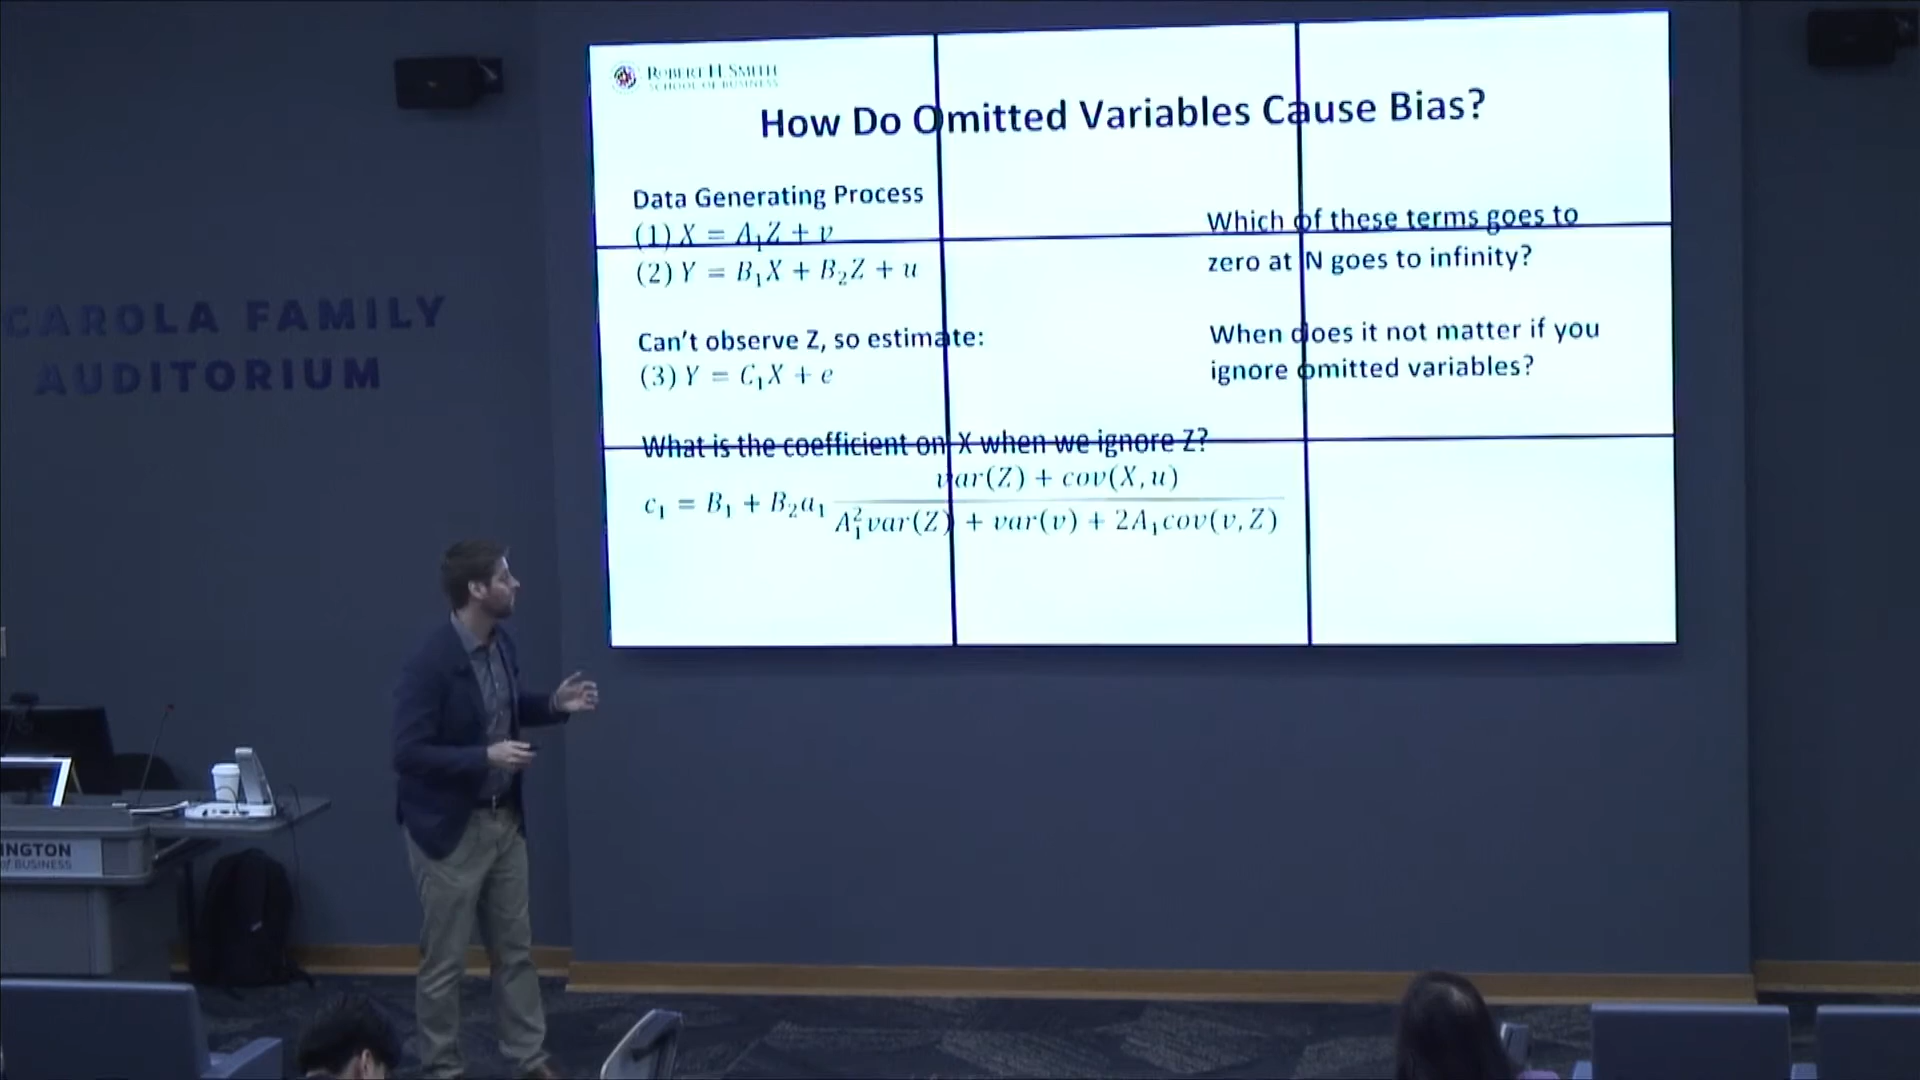 ROBERT H. SMITH
SCHOOL OF BUSINESS
How Do Omitted Variables Cause Bias?
Data Generating Process
(1) X = A₁Z + v
(2) Y = B₁X + B₂Z + u
Can't observe Z, so estimate:
(3) Y = C₁X + e
What is the coefficient on X when we ignore Z?
c₁ = B₁ + B₂a₁ var(Z) + cov(X, u) / A₁²var(Z) + var(v) + 2A₁cov(v, Z)
Which of these terms goes to
zero at N goes to infinity?
When does it not matter if you
ignore omitted variables?
CAROLA FAMILY
AUDITORIUM
INGTON
of BUSINESS